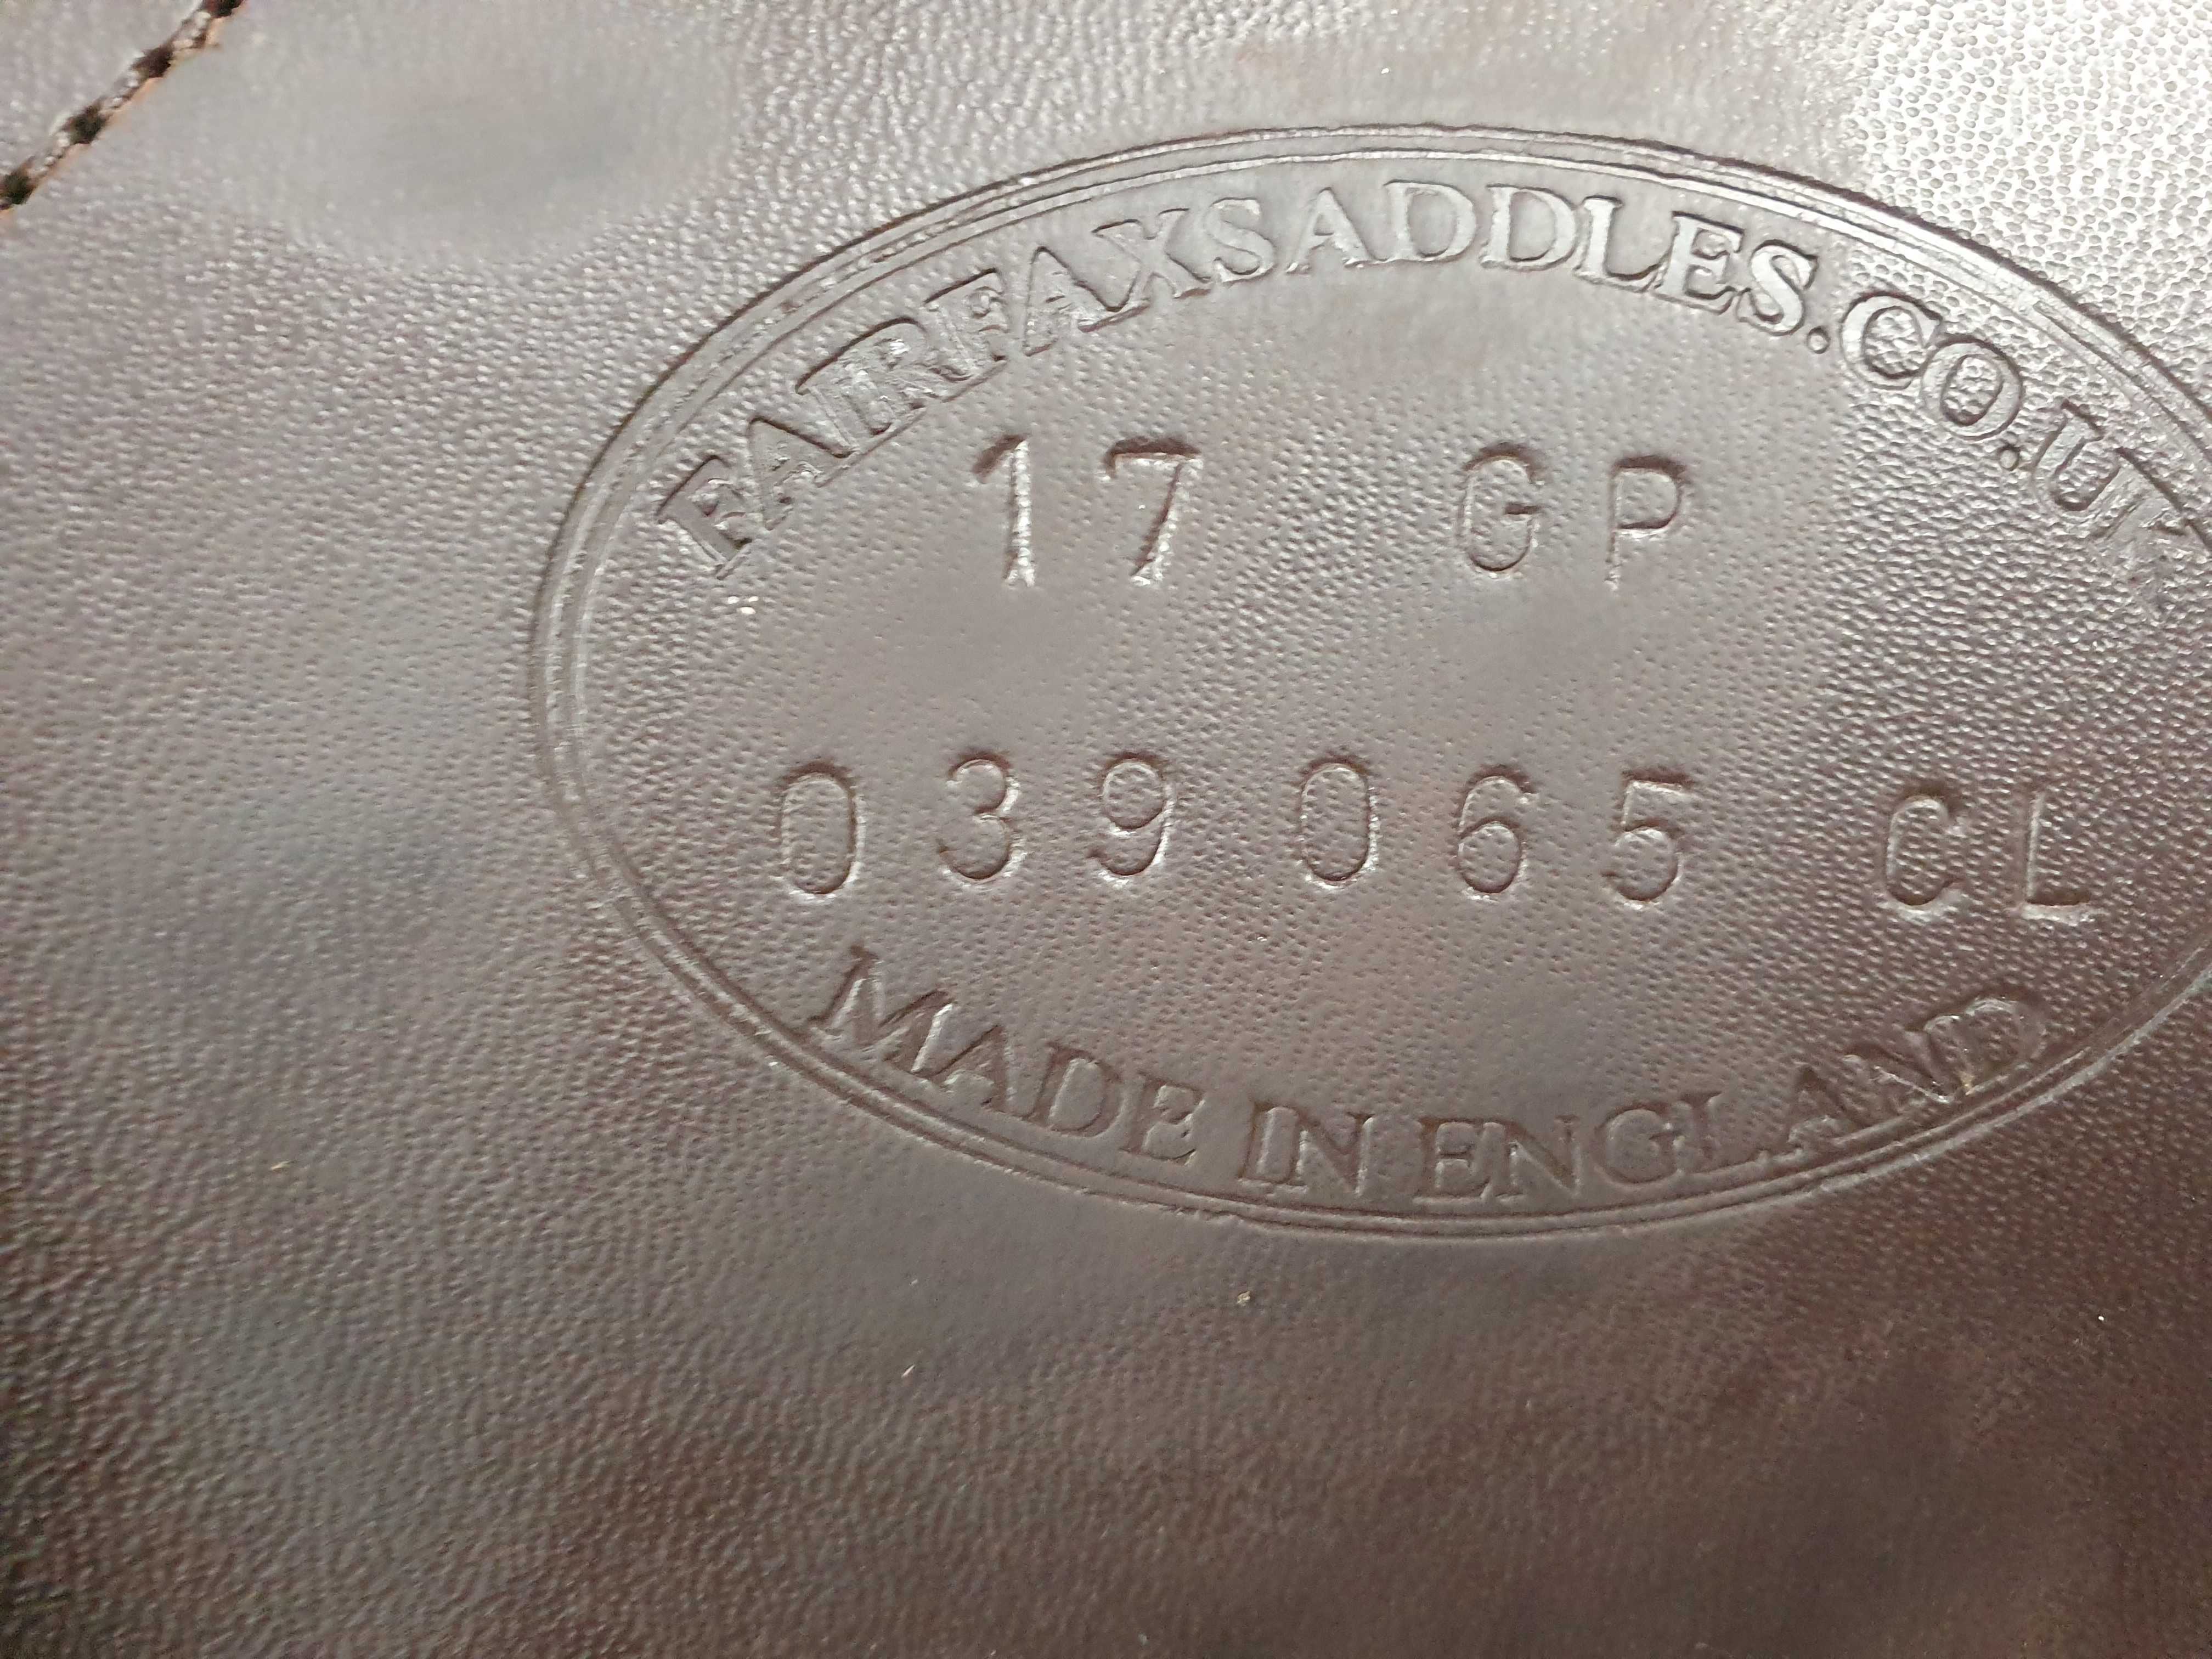 FAIRFAXSADDLES.CO.UK
17 GP
039065 CL
MADE IN ENGLAND